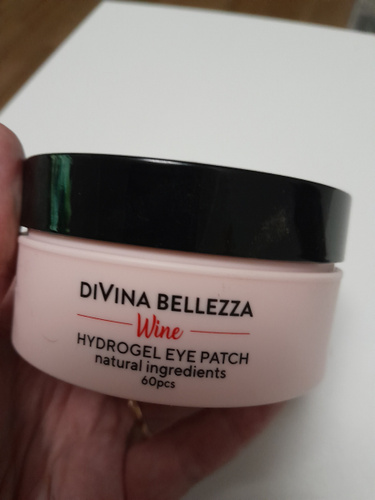 DIVINA BELLEZZA
Wine
HYDROGEL EYE PATCH
natural ingredients
60pcs